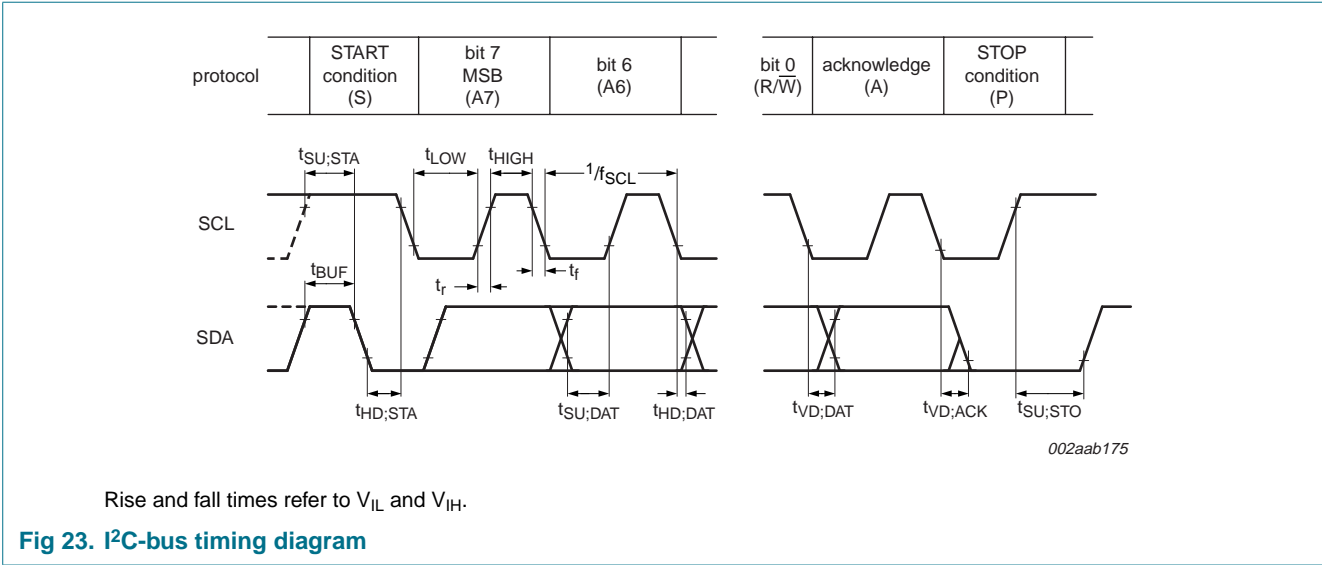 protocol
START
condition
(S)
bit 7
MSB
(A7)
bit 6
(A6)
bit 0
(R/W̅)
acknowledge
(A)
STOP
condition
(P)
tSU;STA
tLOW
tHIGH
1/fSCL
SCL
tBUF
tr
tf
SDA
tHD;STA
tSU;DAT
tHD;DAT
tVD;DAT
tVD;ACK
tSU;STO
002aab175
Rise and fall times refer to VIL and VIH.
Fig 23. I²C-bus timing diagram